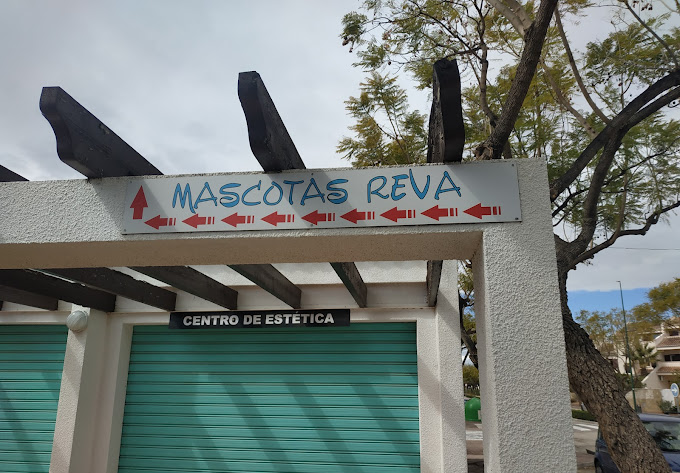 MASCOTAS REVA
CENTRO DE ESTÉTICA